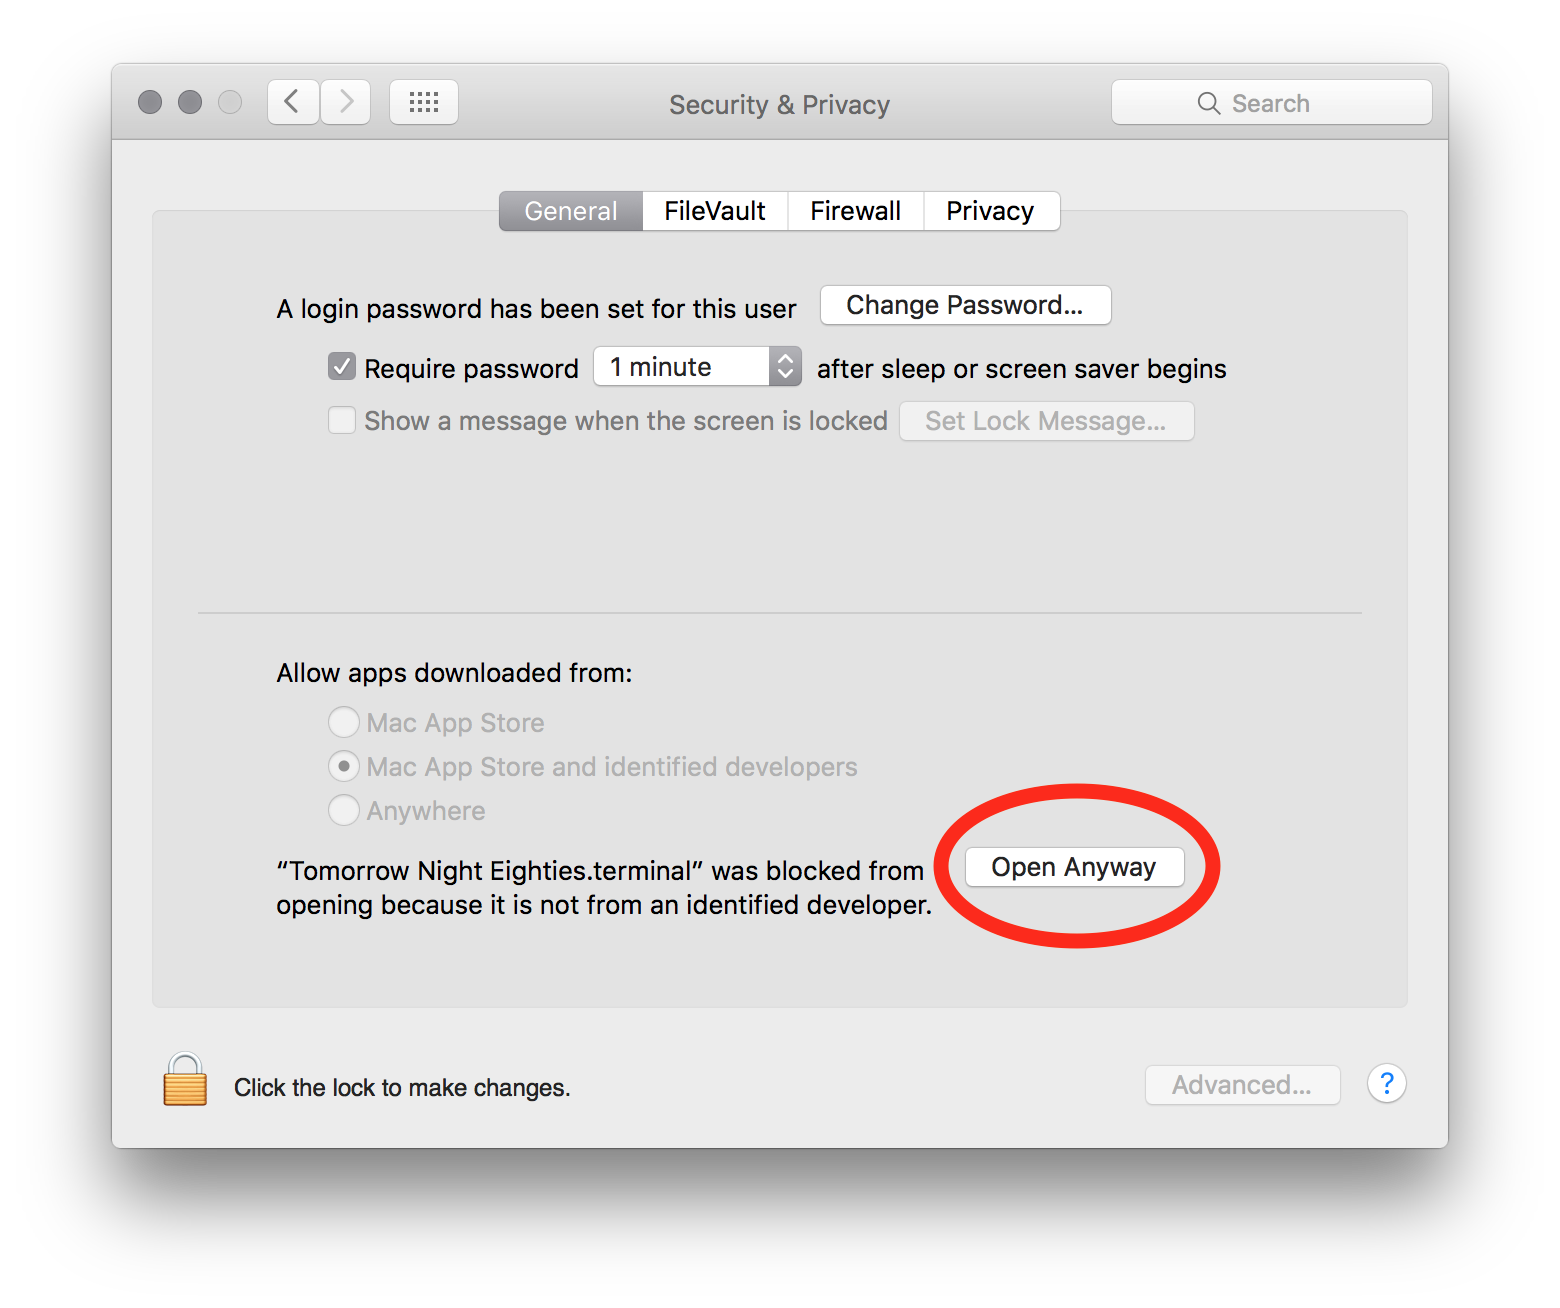 Security & Privacy
Search
General
FileVault
Firewall
Privacy
A login password has been set for this user
Change Password...
Require password
1 minute
after sleep or screen saver begins
Show a message when the screen is locked
Set Lock Message...
Allow apps downloaded from:
Mac App Store
Mac App Store and identified developers
Anywhere
“Tomorrow Night Eighties.terminal” was blocked from
opening because it is not from an identified developer.
Open Anyway
Click the lock to make changes.
Advanced...
?